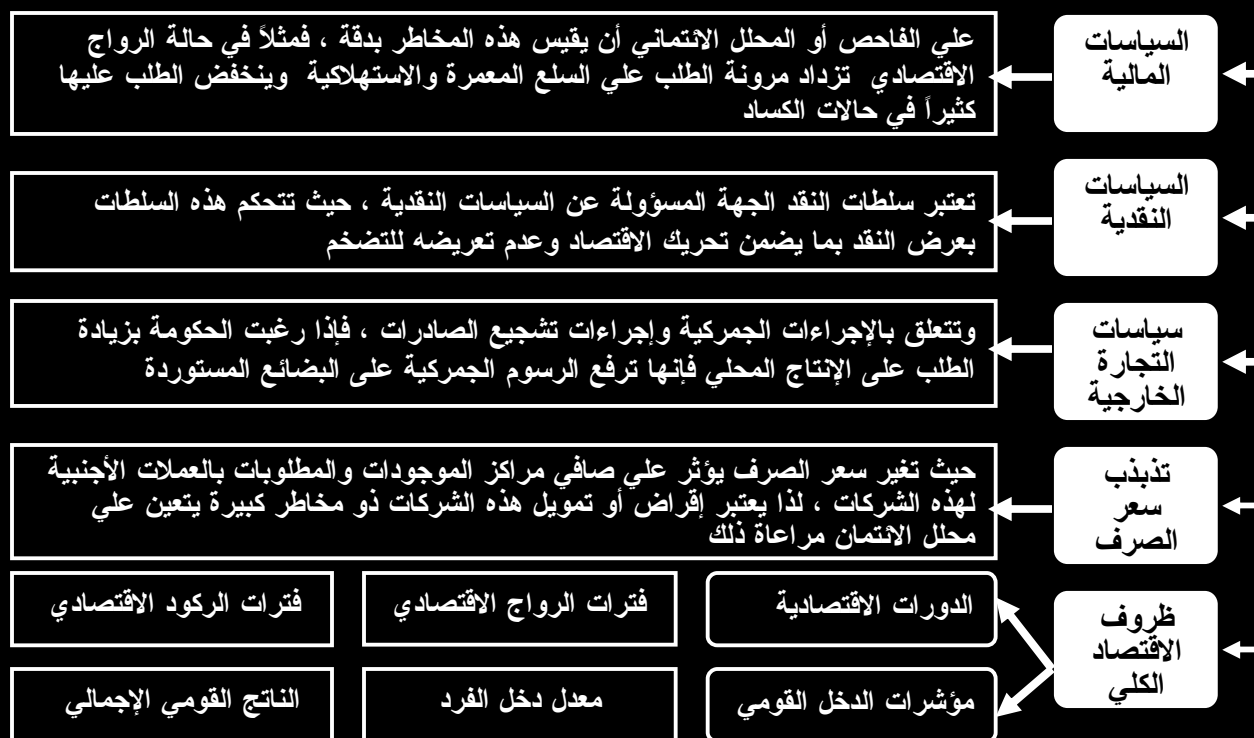 السياسات
المالية
علي الفاحص أو المحلل الائتماني أن يقيس هذه المخاطر بدقة ، فمثلاً في حالة الرواج
الاقتصادي تزداد مرونة الطلب علي السلع المعمرة والاستهلاكية وينخفض الطلب عليها
كثيراً في حالات الكساد
السياسات
النقدية
تعتبر سلطات النقد الجهة المسؤولة عن السياسات النقدية ، حيث تتحكم هذه السلطات
بعرض النقد بما يضمن تحريك الاقتصاد وعدم تعريضه للتضخم
سياسات
التجارة
الخارجية
وتتعلق بالإجراءات الجمركية وإجراءات تشجيع الصادرات ، فإذا رغبت الحكومة بزيادة
الطلب على الإنتاج المحلي فإنها ترفع الرسوم الجمركية على البضائع المستوردة
تذبذب
سعر
الصرف
حيث تغير سعر الصرف يؤثر علي صافي مراكز الموجودات والمطلوبات بالعملات الأجنبية
لهذه الشركات ، لذا يعتبر إقراض أو تمويل هذه الشركات ذو مخاطر كبيرة يتعين علي
محلل الائتمان مراعاة ذلك
ظروف
الاقتصاد
الكلي
الدورات الاقتصادية
فترات الرواج الاقتصادي
فترات الركود الاقتصادي
مؤشرات الدخل القومي
معدل دخل الفرد
الناتج القومي الإجمالي